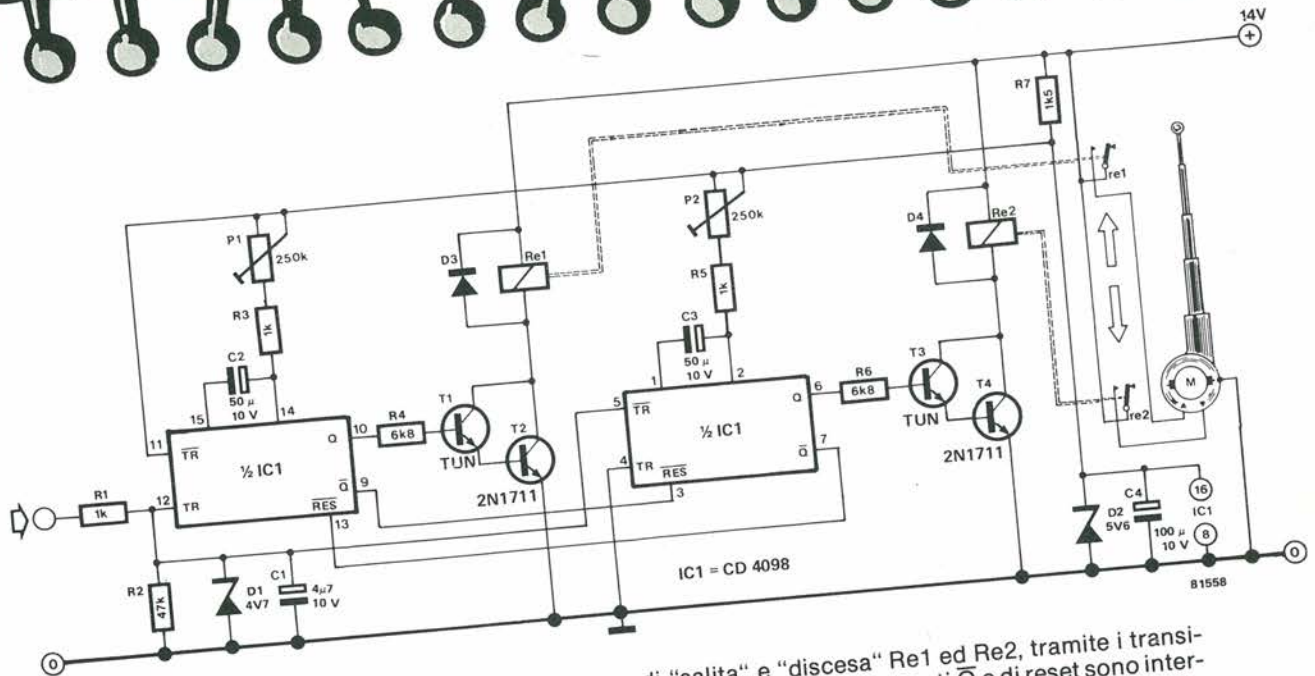 14V
+
R7
1k5
re1
P2
250k
D4
Re2
P1
250k
D3
Re1
R5
1k
R3
1k
C3
50 µ
10 V
C2
50 µ
10 V
1
2
15
14
T3
T4
R6
6k8
TUN
2N1711
M
re2
T1
T2
R4
6k8
TUN
2N1711
11
T̅R̅
½ IC1
Q
10
Q̅
9
12
TR
R̅E̅S̅
13
5
T̅R̅
½ IC1
Q
6
Q̅
7
4
TR
R̅E̅S̅
3
R1
1k
R2
47k
D1
4V7
C1
4µ7
10 V
IC1 = CD 4098
D2
5V6
C4
100 µ
10 V
16
IC1
8
0
81558
0
di “salita“ e “discesa“ Re1 ed Re2, tramite i transi-
Q̅ e di reset sono inter-